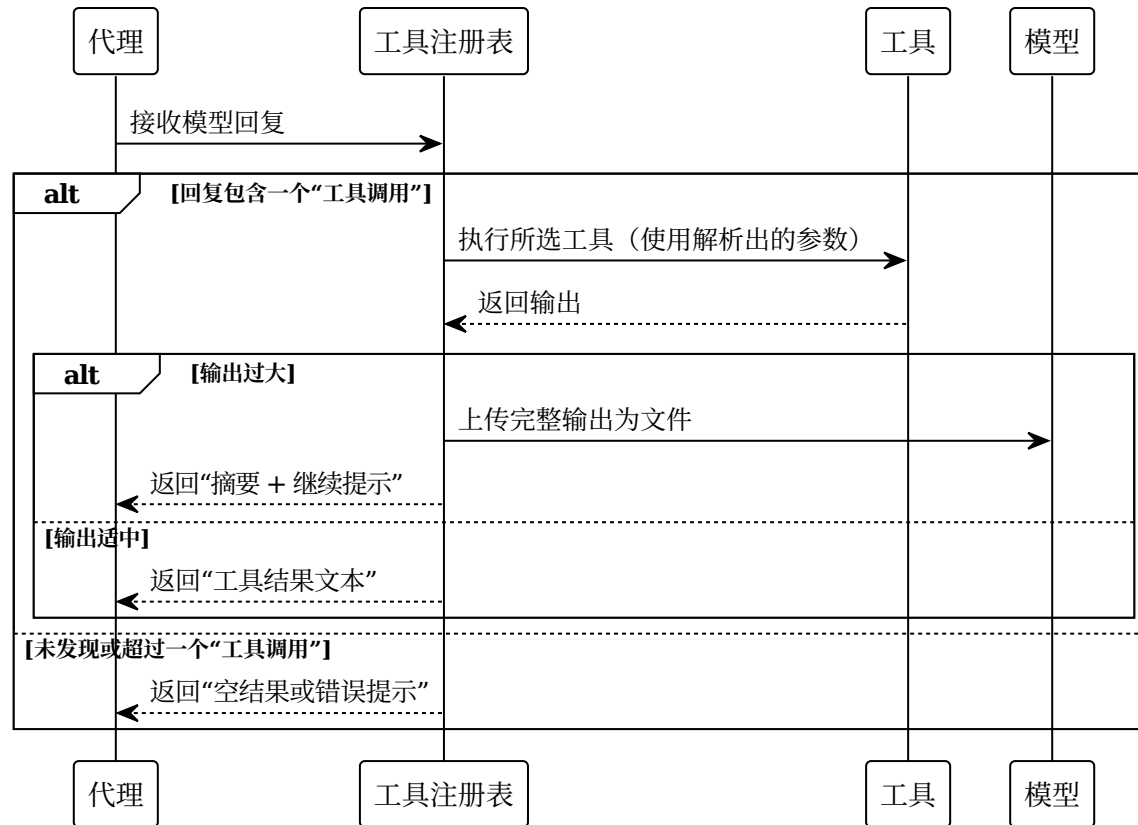 代理 工具注册表 工具 模型
接收模型回复
alt [回复包含一个“工具调用”]
执行所选工具（使用解析出的参数）
返回输出
alt [输出过大]
上传完整输出为文件
返回“摘要 + 继续提示”
[输出适中]
返回“工具结果文本”
[未发现或超过一个“工具调用”]
返回“空结果或错误提示”
代理 工具注册表 工具 模型